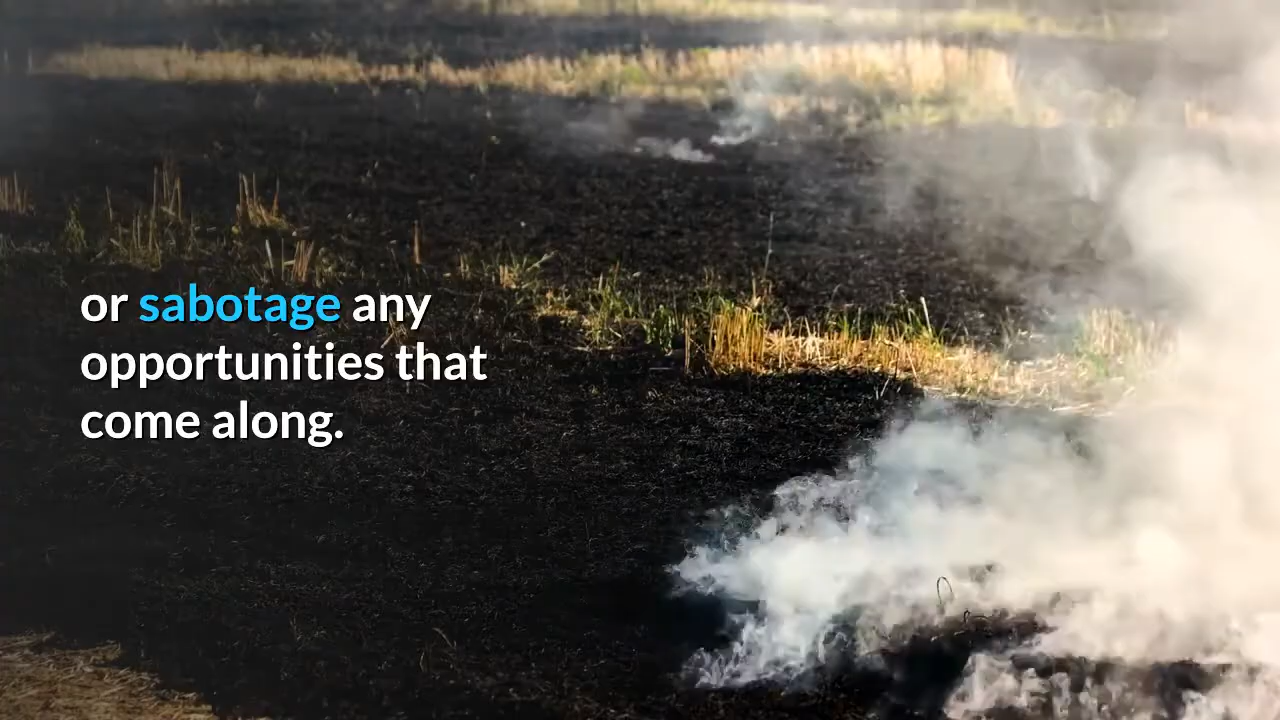 or sabotage any
opportunities that
come along.